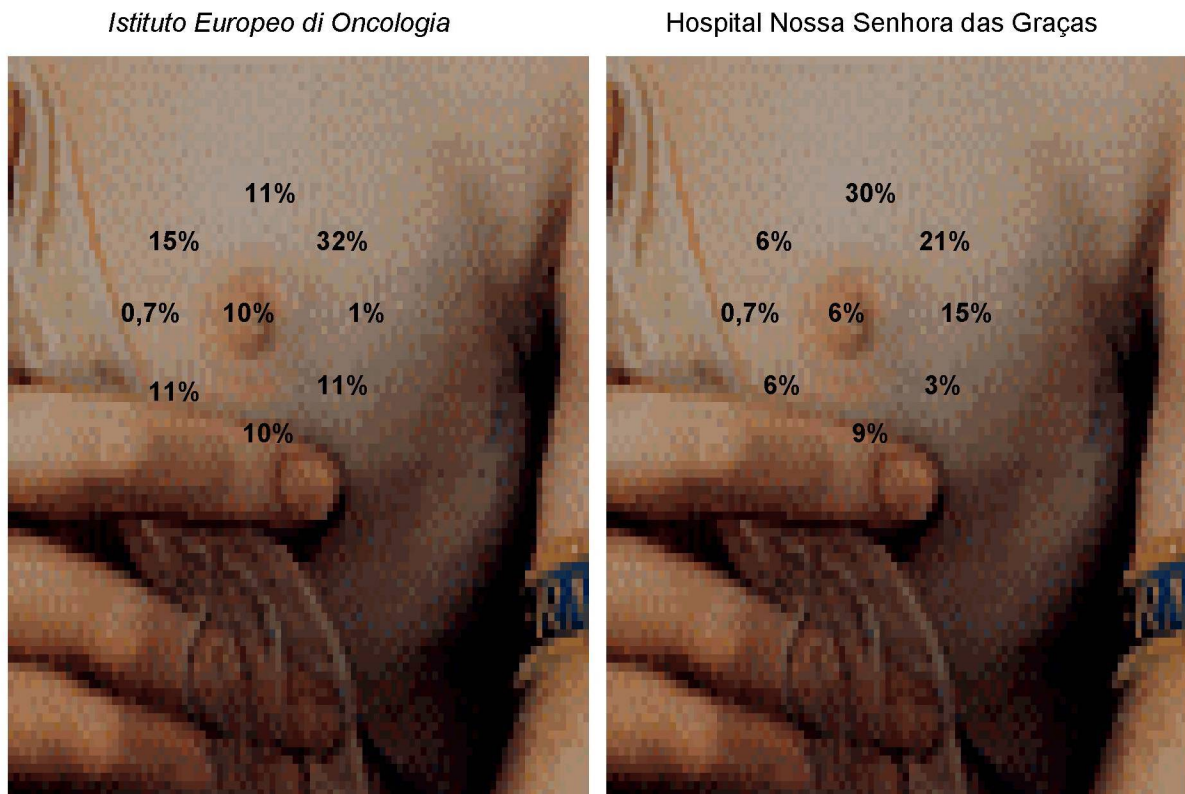 Istituto Europeo di Oncologia
Hospital Nossa Senhora das Graças
11%
15% 32%
0,7% 10% 1%
11% 11%
10%
30%
6% 21%
0,7% 6% 15%
6% 3%
9%